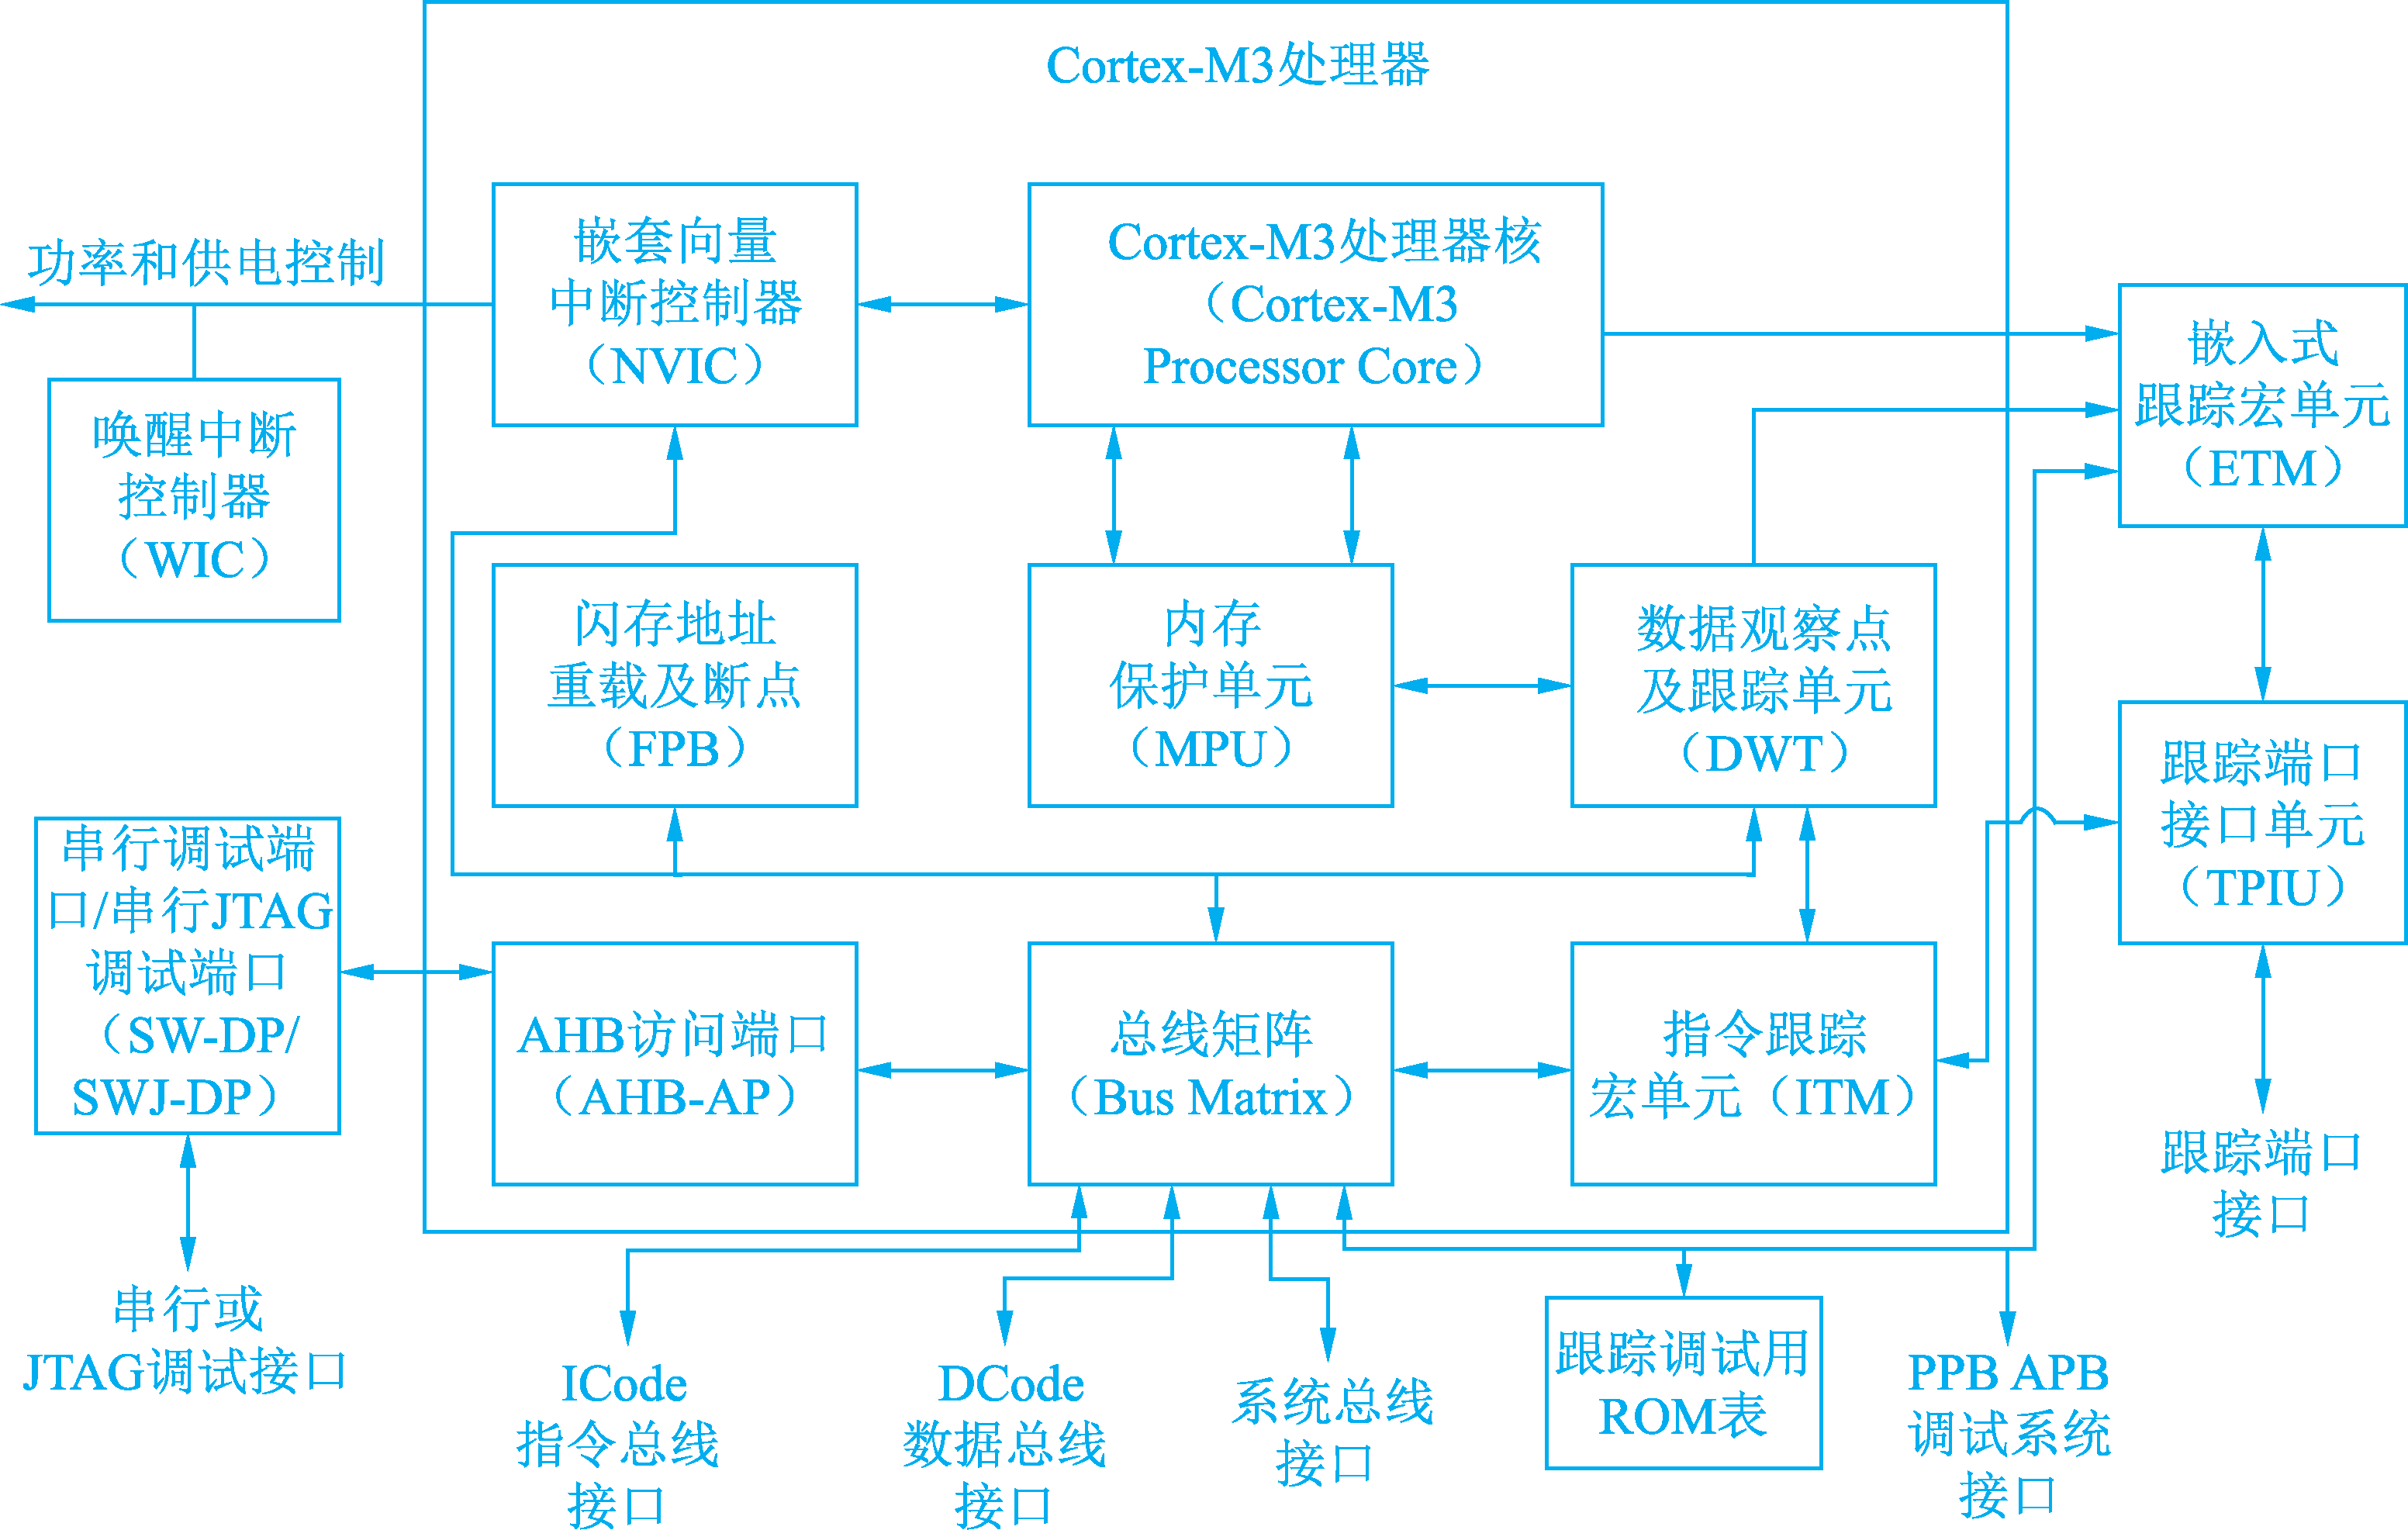 Cortex-M3处理器
功率和供电控制
嵌套向量
中断控制器
（NVIC）
Cortex-M3处理器核
（Cortex-M3
Processor Core）
嵌入式
跟踪宏单元
（ETM）
唤醒中断
控制器
（WIC）
闪存地址
重载及断点
（FPB）
内存
保护单元
（MPU）
数据观察点
及跟踪单元
（DWT）
跟踪端口
接口单元
（TPIU）
串行调试端
口/串行JTAG
调试端口
（SW-DP/
SWJ-DP）
AHB访问端口
（AHB-AP）
总线矩阵
（Bus Matrix）
指令跟踪
宏单元（ITM）
跟踪端口
接口
串行或
JTAG调试接口
ICode
指令总线
接口
DCode
数据总线
接口
系统总线
接口
跟踪调试用
ROM表
PPB APB
调试系统
接口